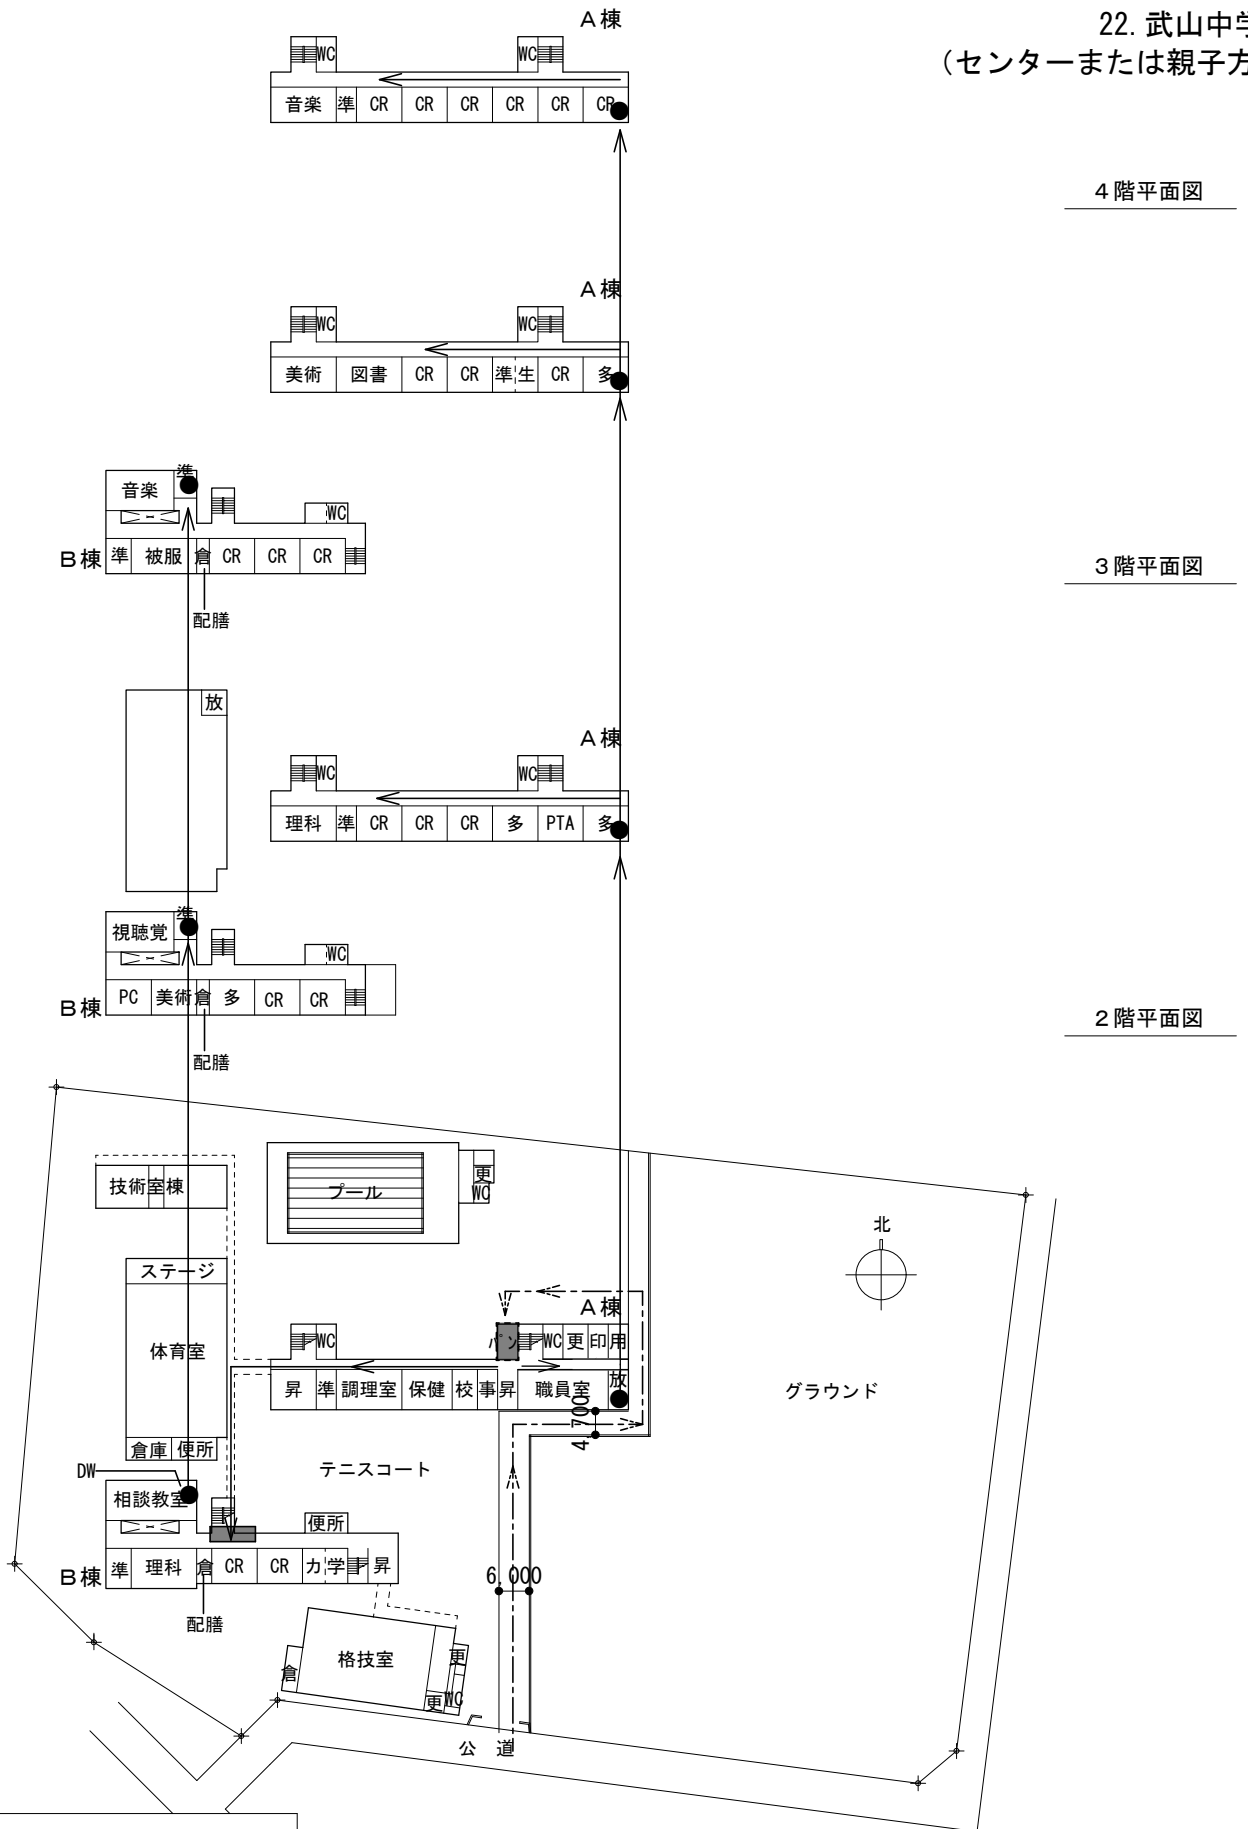 22. 武山中学
（センターまたは親子方
A棟
WC
WC
音楽 準 CR CR CR CR CR CR
4階平面図
A棟
WC
WC
美術 図書 CR CR 準 生 CR 多
準
音楽
WC
B棟 準 被服 倉 CR CR CR
3階平面図
配膳
放
A棟
WC
WC
理科 準 CR CR CR 多 PTA 多
準
視聴覚
WC
B棟 PC 美術 倉 多 CR CR
2階平面図
配膳
技術室棟
プール
更
WC
北
ステージ
A棟
体育室
WC
パン
WC 更 印 用
昇 準 調理室 保健 校 事 昇 職員室 放
グラウンド
4,700
倉庫 便所
テニスコート
DW
相談教室
便所
B棟 準 理科 倉 CR CR カ 学 昇
6,000
配膳
格技室
倉
更
更
WC
公道